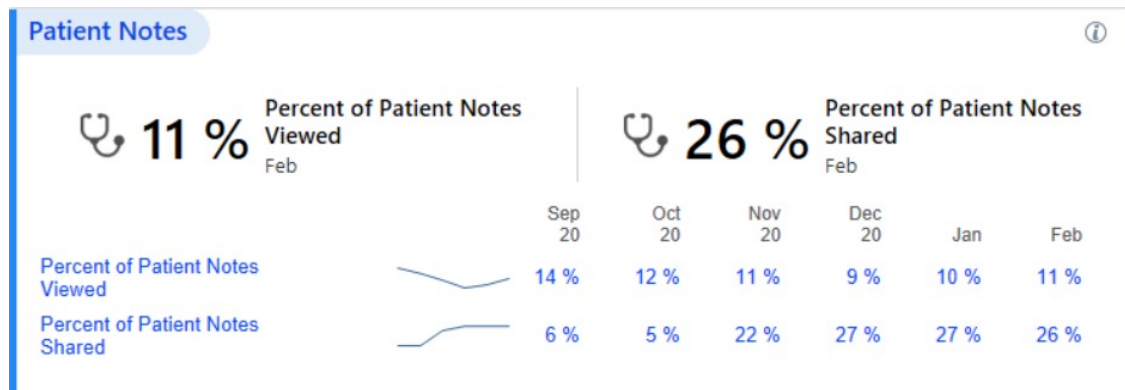 Patient Notes
11 % Percent of Patient Notes Viewed
Feb
26 % Percent of Patient Notes Shared
Feb
Sep 20 Oct 20 Nov 20 Dec 20 Jan Feb
Percent of Patient Notes Viewed 14 % 12 % 11 % 9 % 10 % 11 %
Percent of Patient Notes Shared 6 % 5 % 22 % 27 % 27 % 26 %